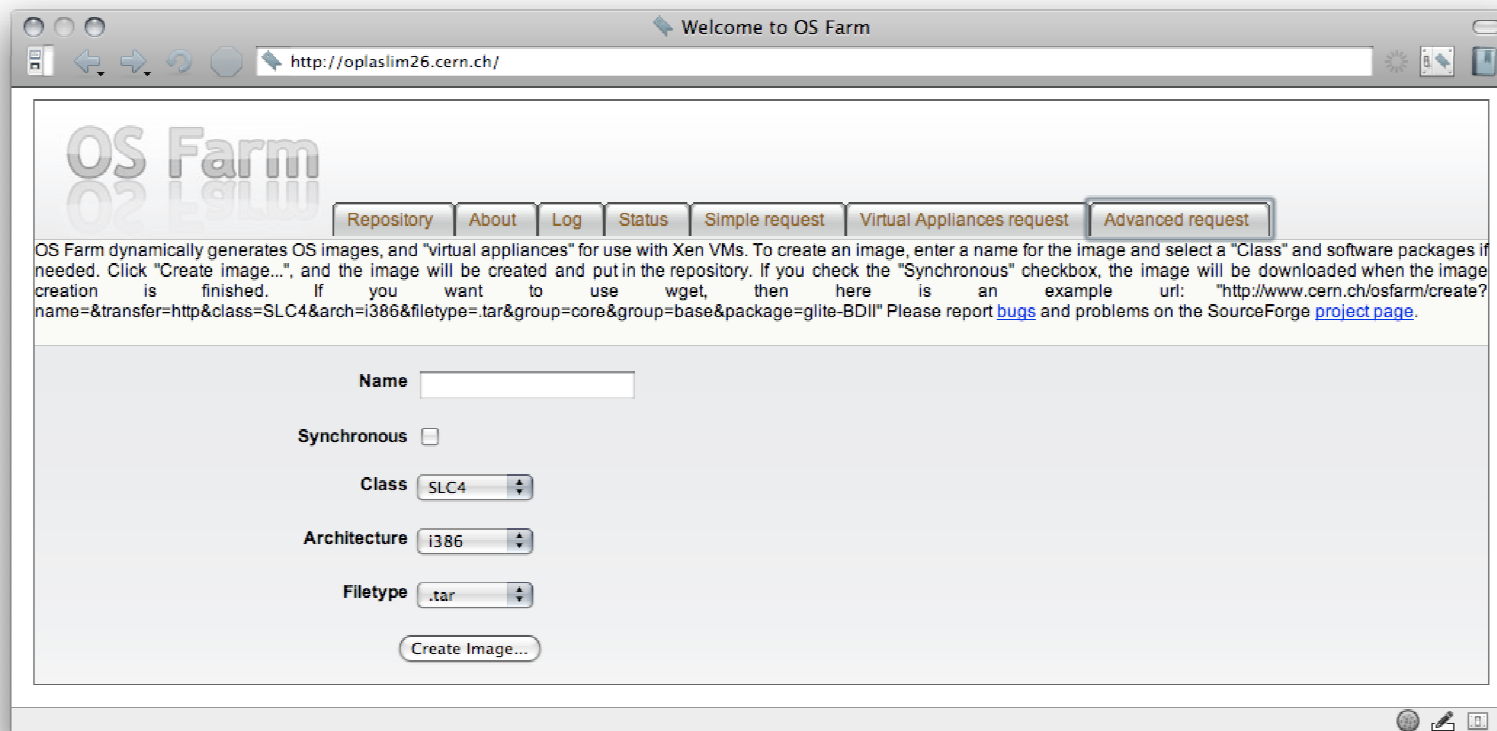 Welcome to OS Farm
http://oplaslim26.cern.ch/
OS Farm
Repository About Log Status Simple request Virtual Appliances request Advanced request
OS Farm dynamically generates OS images, and "virtual appliances" for use with Xen VMs. To create an image, enter a name for the image and select a "Class" and software packages if
needed. Click "Create image...", and the image will be created and put in the repository. If you check the "Synchronous" checkbox, the image will be downloaded when the image
creation is finished. If you want to use wget, then here is an example url: "http://www.cern.ch/osfarm/create?
name=&transfer=http&class=SLC4&arch=i386&filetype=.tar&group=core&group=base&package=glite-BDII" Please report bugs and problems on the SourceForge project page.
Name
Synchronous
Class SLC4
Architecture i386
Filetype .tar
Create Image...